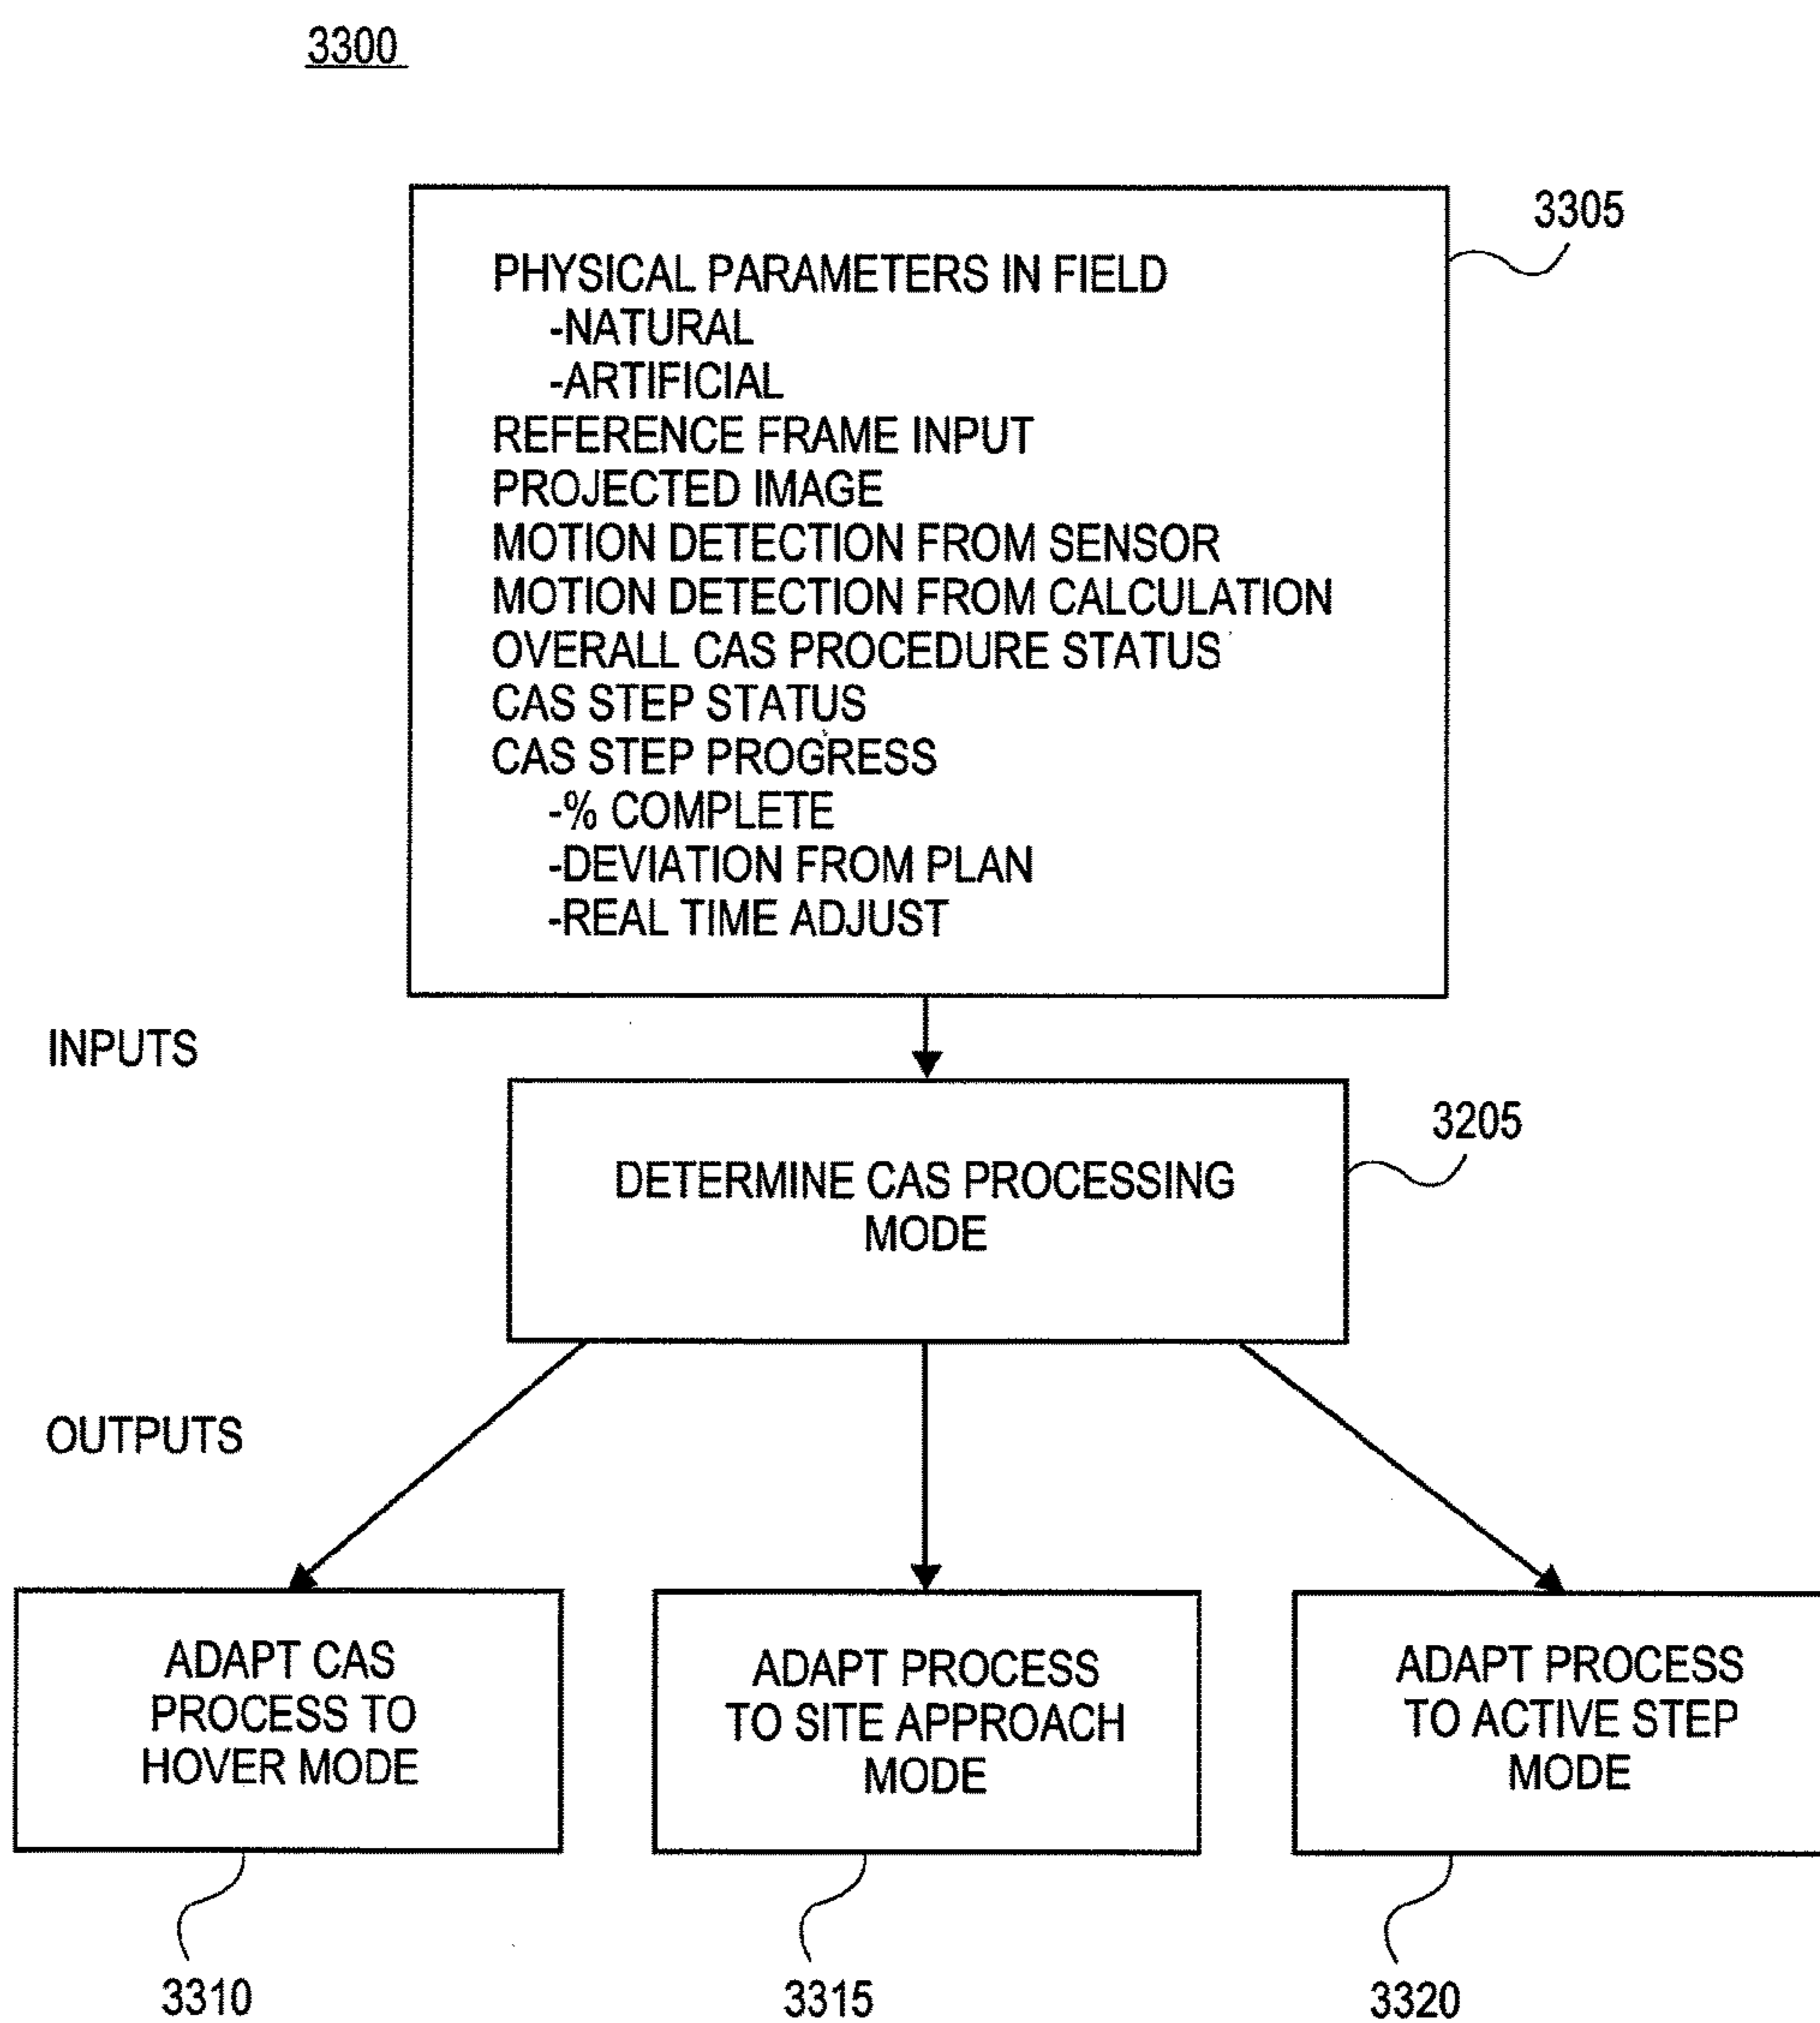 3300
3305
PHYSICAL PARAMETERS IN FIELD
-NATURAL
-ARTIFICIAL
REFERENCE FRAME INPUT
PROJECTED IMAGE
MOTION DETECTION FROM SENSOR
MOTION DETECTION FROM CALCULATION
OVERALL CAS PROCEDURE STATUS
CAS STEP STATUS
CAS STEP PROGRESS
-% COMPLETE
-DEVIATION FROM PLAN
-REAL TIME ADJUST
INPUTS
3205
DETERMINE CAS PROCESSING
MODE
OUTPUTS
ADAPT CAS
PROCESS TO
HOVER MODE
ADAPT PROCESS
TO SITE APPROACH
MODE
ADAPT PROCESS
TO ACTIVE STEP
MODE
3310
3315
3320